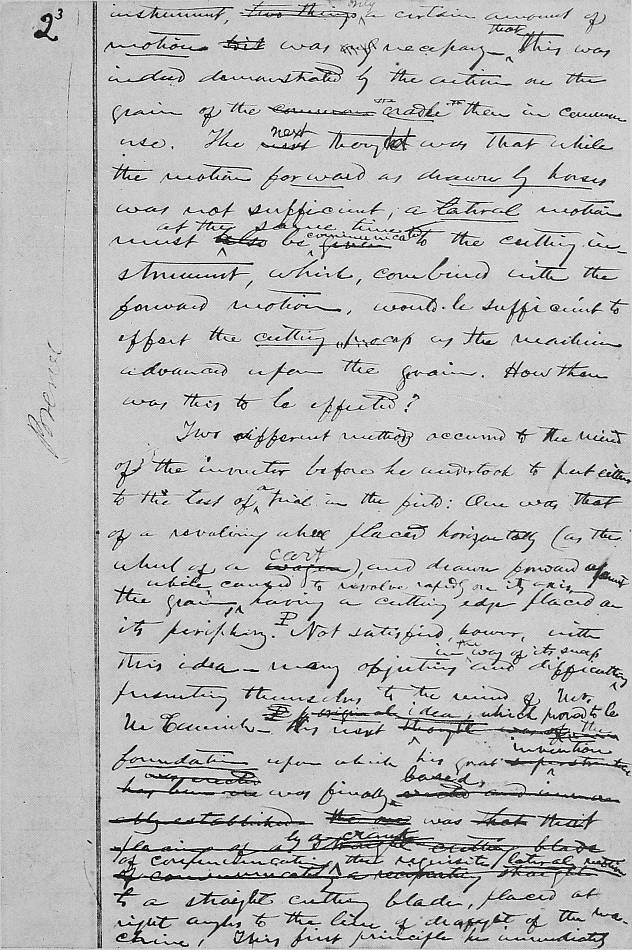 2³
instrument, two things only a certain amount of
motion but was only necessary – that this was
indeed demonstrated by the action on the
grain of the common "cradle" then in common
use. The next thought was that while
the motion forward as drawn by horses
was not sufficient, a lateral motion
at the same time
must also be communicated to the cutting in-
strument, which, combined with the
forward motion, would be sufficient to
effect the cutting process as the machine
advanced upon the grain. How then
was this to be effected?
Two different methods occurred to the mind
of the inventor before he undertook to put either
to the test of a trial in the field: One was that
of a revolving wheel placed horizontally (as the
cart
wheel of a wagon), and drawn forward against
while caused to revolve rapidly on its axis
the grain, having a cutting edge placed on
its periphery. P Not satisfied, however, with
in the way of its success
this idea – many objections and difficulties
presenting themselves to the mind of Mr.
McCormick – his next thought was
original idea, which proved to be the
foundation upon which his great invention
was finally based,
was that
of communicating by a crank the requisite lateral motion
to a straight cutting blade, placed at
right angles to the line of draught of the ma-
chine. This first principle he immediately